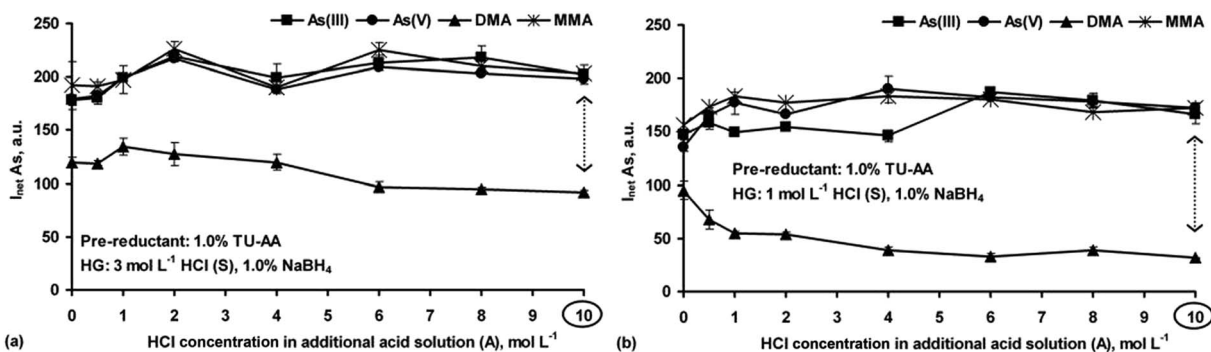 As(III) As(V) DMA MMA
250
200
150
100
50
0
I_net As, a.u.
Pre-reductant: 1.0% TU-AA
HG: 3 mol L⁻¹ HCl (S), 1.0% NaBH₄
0 1 2 3 4 5 6 7 8 9 10
(a) HCl concentration in additional acid solution (A), mol L⁻¹
As(III) As(V) DMA MMA
250
200
150
100
50
0
I_net As, a.u.
Pre-reductant: 1.0% TU-AA
HG: 1 mol L⁻¹ HCl (S), 1.0% NaBH₄
0 1 2 3 4 5 6 7 8 9 10
(b) HCl concentration in additional acid solution (A), mol L⁻¹